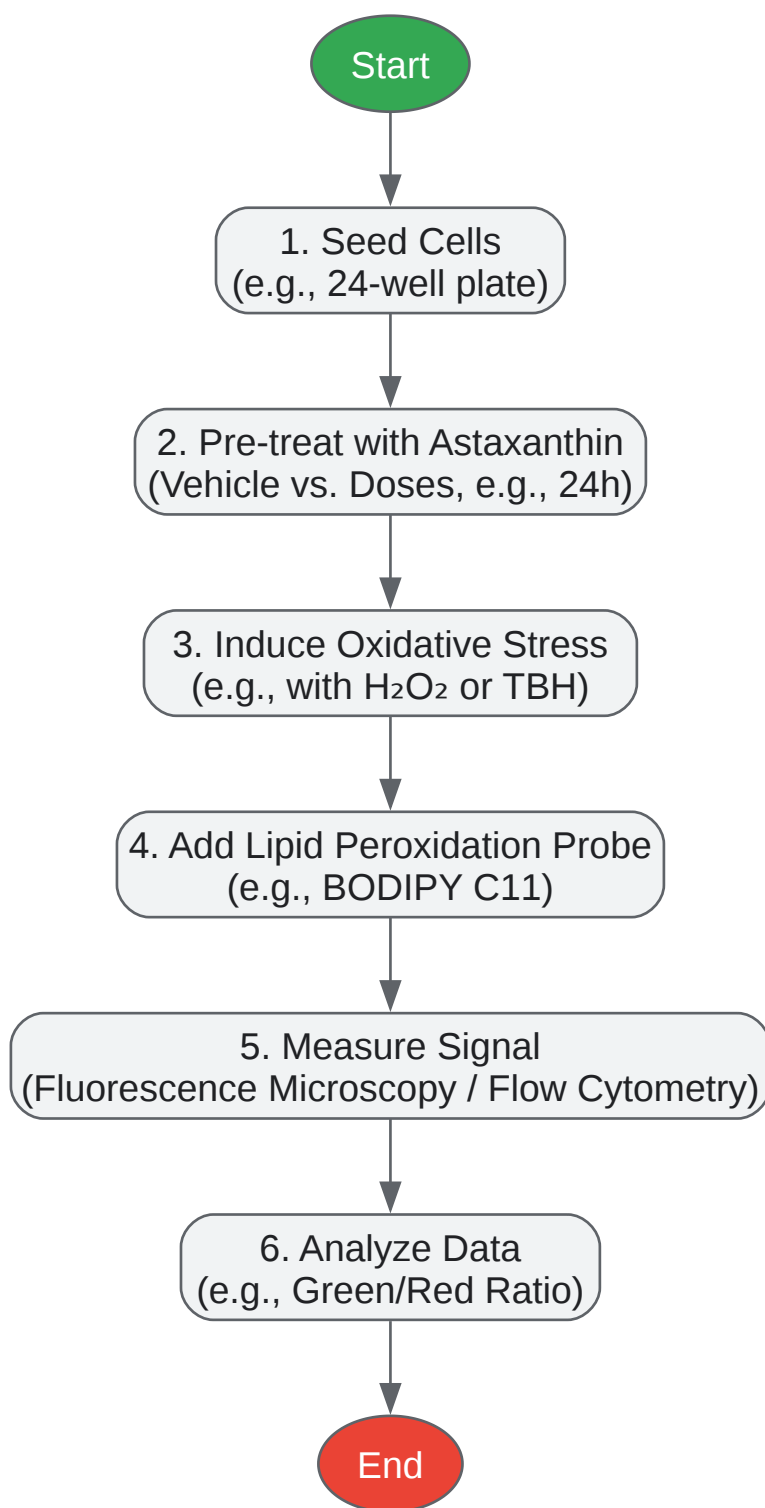 Start
1. Seed Cells
(e.g., 24-well plate)
2. Pre-treat with Astaxanthin
(Vehicle vs. Doses, e.g., 24h)
3. Induce Oxidative Stress
(e.g., with H₂O₂ or TBH)
4. Add Lipid Peroxidation Probe
(e.g., BODIPY C11)
5. Measure Signal
(Fluorescence Microscopy / Flow Cytometry)
6. Analyze Data
(e.g., Green/Red Ratio)
End